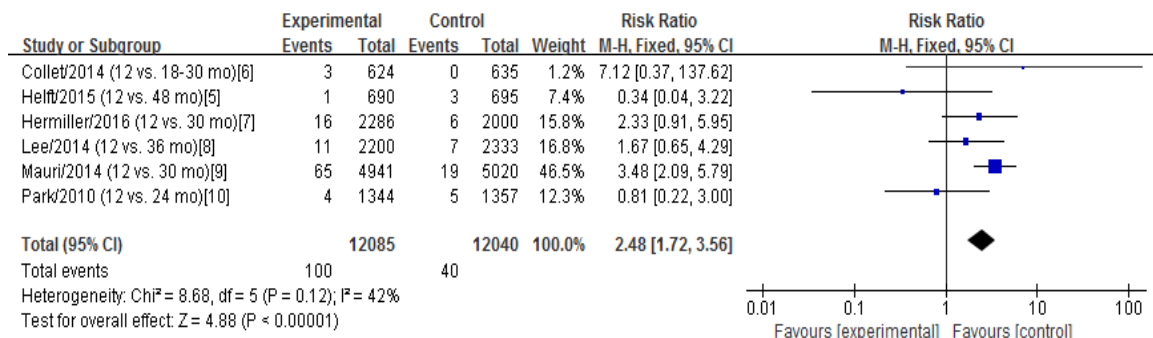 Experimental Control Risk Ratio Risk Ratio
Study or Subgroup Events Total Events Total Weight M-H, Fixed, 95% CI M-H, Fixed, 95% CI
Collet/2014 (12 vs. 18-30 mo)[6] 3 624 0 635 1.2% 7.12 [0.37, 137.62]
Helft/2015 (12 vs. 48 mo)[5] 1 690 3 695 7.4% 0.34 [0.04, 3.22]
Hermiller/2016 (12 vs. 30 mo)[7] 16 2286 6 2000 15.8% 2.33 [0.91, 5.95]
Lee/2014 (12 vs. 36 mo)[8] 11 2200 7 2333 16.8% 1.67 [0.65, 4.29]
Mauri/2014 (12 vs. 30 mo)[9] 65 4941 19 5020 46.5% 3.48 [2.09, 5.79]
Park/2010 (12 vs. 24 mo)[10] 4 1344 5 1357 12.3% 0.81 [0.22, 3.00]
Total (95% CI) 12085 12040 100.0% 2.48 [1.72, 3.56]
Total events 100 40
Heterogeneity: Chi² = 8.68, df = 5 (P = 0.12); I² = 42%
Test for overall effect: Z = 4.88 (P < 0.00001)
0.01 0.1 1 10 100
Favours [experimental] Favours [control]